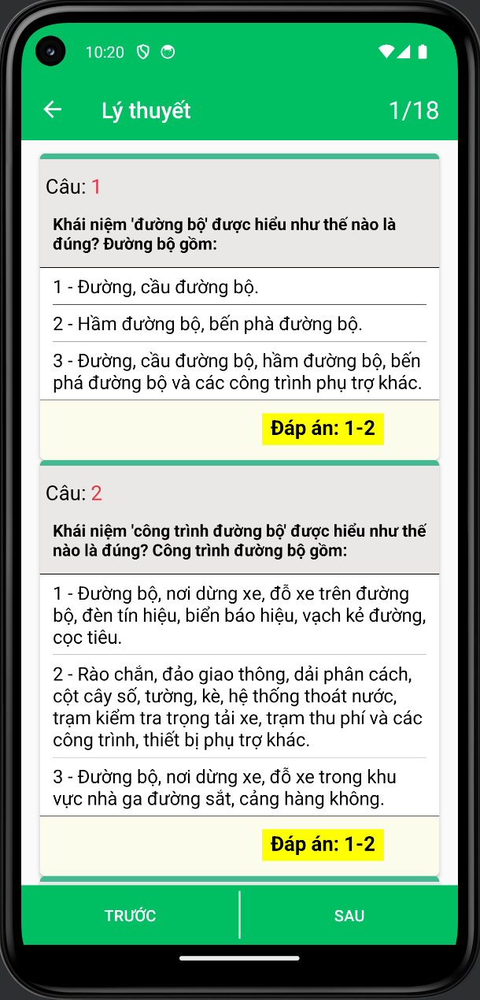 10:20
Lý thuyết
1/18
Câu: 1
Khái niệm 'đường bộ' được hiểu như thế nào là
đúng? Đường bộ gồm:
1 - Đường, cầu đường bộ.
2 - Hầm đường bộ, bến phà đường bộ.
3 - Đường, cầu đường bộ, hầm đường bộ, bến
phá đường bộ và các công trình phụ trợ khác.
Đáp án: 1-2
Câu: 2
Khái niệm 'công trình đường bộ' được hiểu như thế
nào là đúng? Công trình đường bộ gồm:
1 - Đường bộ, nơi dừng xe, đỗ xe trên đường
bộ, đèn tín hiệu, biển báo hiệu, vạch kẻ đường,
cọc tiêu.
2 - Rào chắn, đảo giao thông, dải phân cách,
cột cây số, tường, kè, hệ thống thoát nước,
trạm kiểm tra trọng tải xe, trạm thu phí và các
công trình, thiết bị phụ trợ khác.
3 - Đường bộ, nơi dừng xe, đỗ xe trong khu
vực nhà ga đường sắt, cảng hàng không.
Đáp án: 1-2
TRƯỚC
SAU